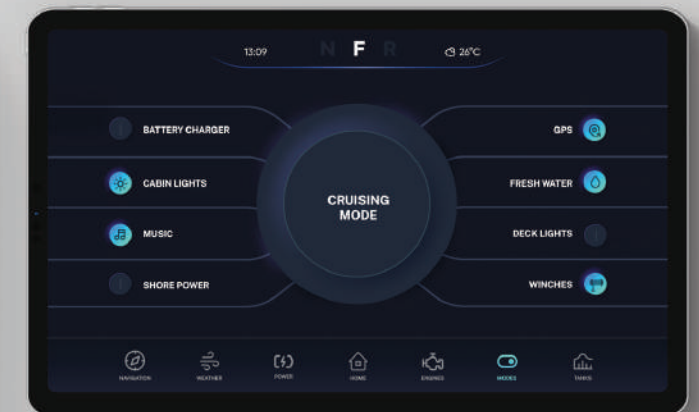 13:09
N F R
26°C
BATTERY CHARGER
GPS
CABIN LIGHTS
FRESH WATER
CRUISING
MODE
MUSIC
DECK LIGHTS
SHORE POWER
WINCHES
NAVIGATION
WEATHER
POWER
HOME
ENGINES
MODES
TANKS